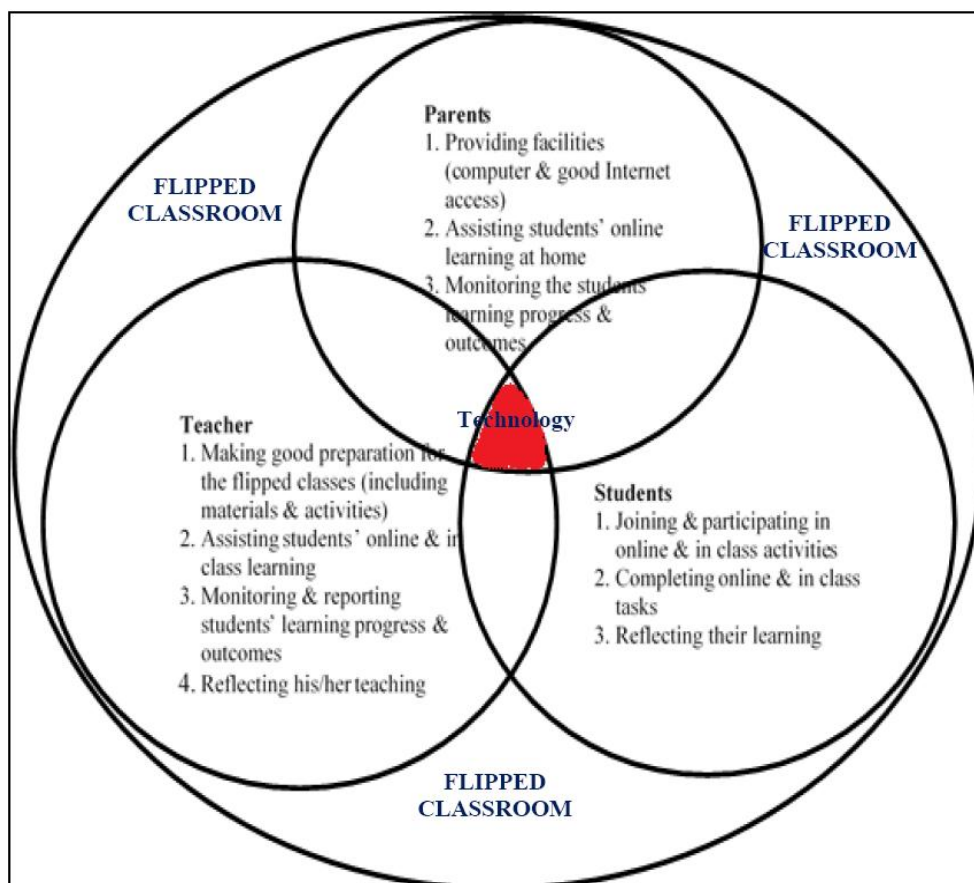 Parents
1. Providing facilities
(computer & good Internet
access)
2. Assisting students' online
learning at home
3. Monitoring the students
learning progress &
outcomes
FLIPPED
CLASSROOM
FLIPPED
CLASSROOM
Technology
Teacher
1. Making good preparation for
the flipped classes (including
materials & activities)
2. Assisting students' online & in
class learning
3. Monitoring & reporting
students' learning progress &
outcomes
4. Reflecting his/her teaching
Students
1. Joining & participating in
online & in class activities
2. Completing online & in class
tasks
3. Reflecting their learning
FLIPPED
CLASSROOM